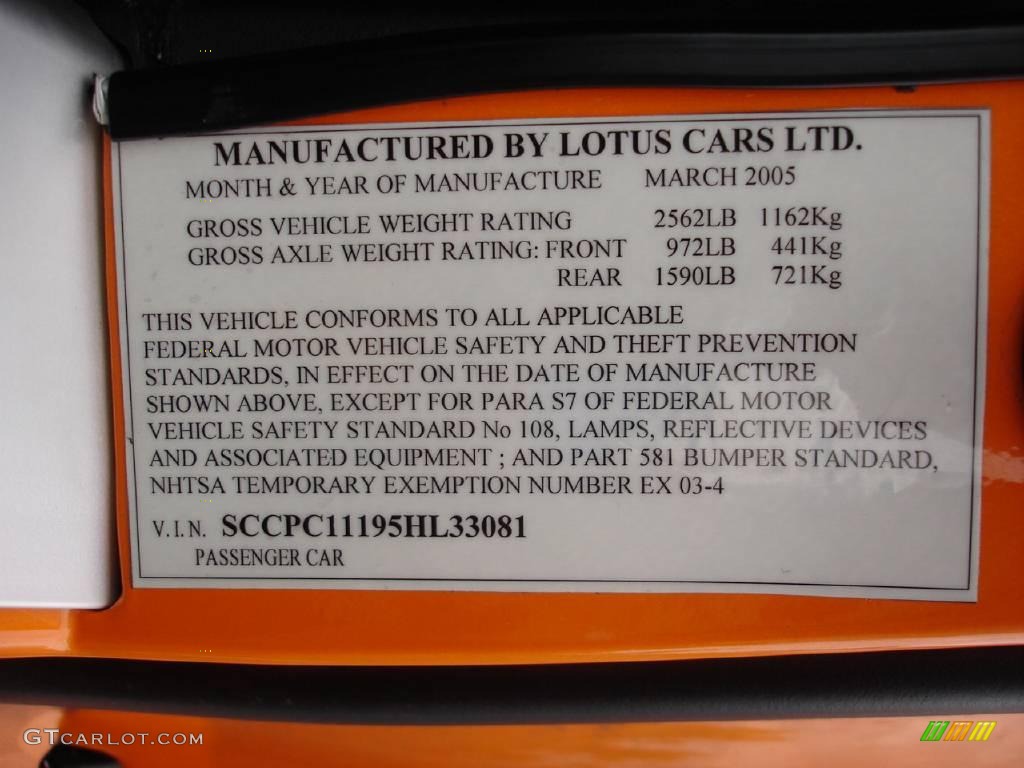 MANUFACTURED BY LOTUS CARS LTD.
MONTH & YEAR OF MANUFACTURE MARCH 2005
GROSS VEHICLE WEIGHT RATING 2562LB 1162Kg
GROSS AXLE WEIGHT RATING: FRONT 972LB 441Kg
REAR 1590LB 721Kg
THIS VEHICLE CONFORMS TO ALL APPLICABLE
FEDERAL MOTOR VEHICLE SAFETY AND THEFT PREVENTION
STANDARDS, IN EFFECT ON THE DATE OF MANUFACTURE
SHOWN ABOVE, EXCEPT FOR PARA S7 OF FEDERAL MOTOR
VEHICLE SAFETY STANDARD No 108, LAMPS, REFLECTIVE DEVICES
AND ASSOCIATED EQUIPMENT ; AND PART 581 BUMPER STANDARD,
NHTSA TEMPORARY EXEMPTION NUMBER EX 03-4
V.I.N. SCCPC11195HL33081
PASSENGER CAR
GTCARLOT.COM